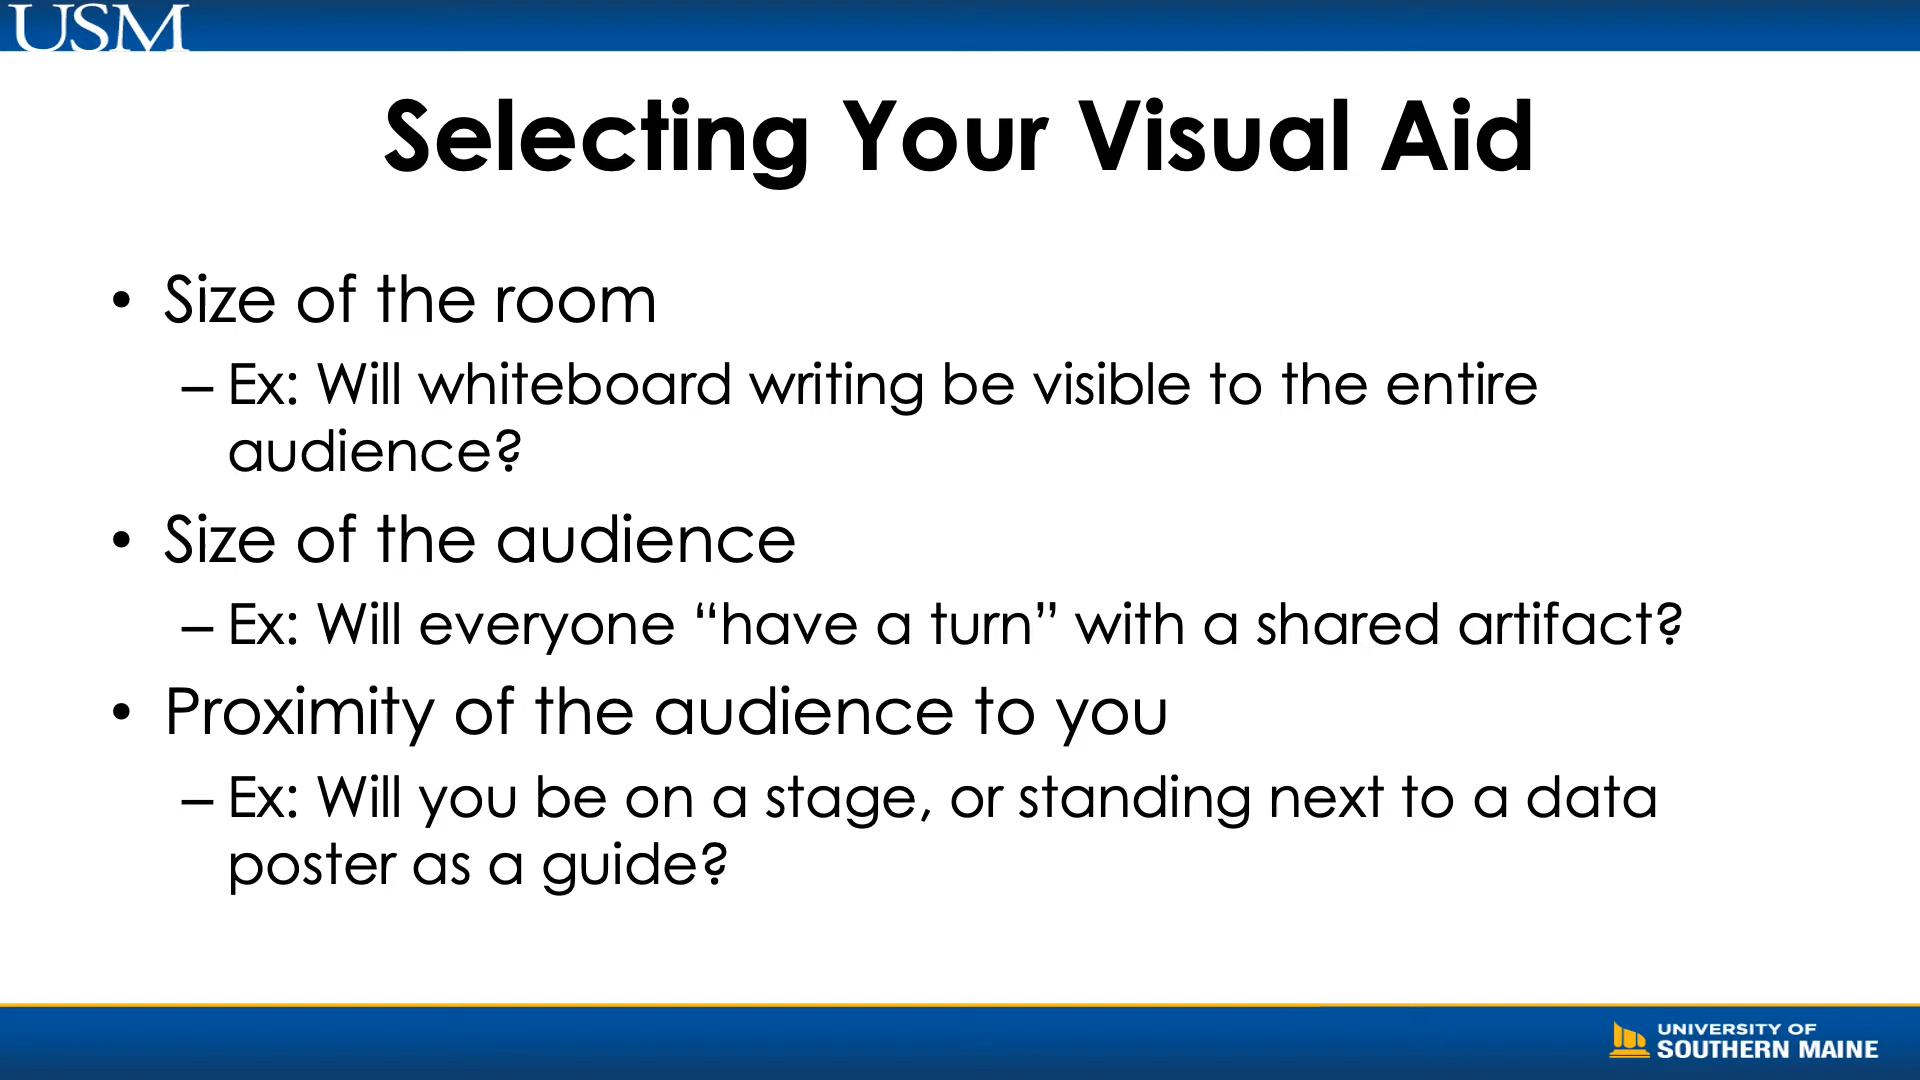 USM
Selecting Your Visual Aid
• Size of the room
– Ex: Will whiteboard writing be visible to the entire
audience?
• Size of the audience
– Ex: Will everyone “have a turn” with a shared artifact?
• Proximity of the audience to you
– Ex: Will you be on a stage, or standing next to a data
poster as a guide?
UNIVERSITY OF
SOUTHERN MAINE